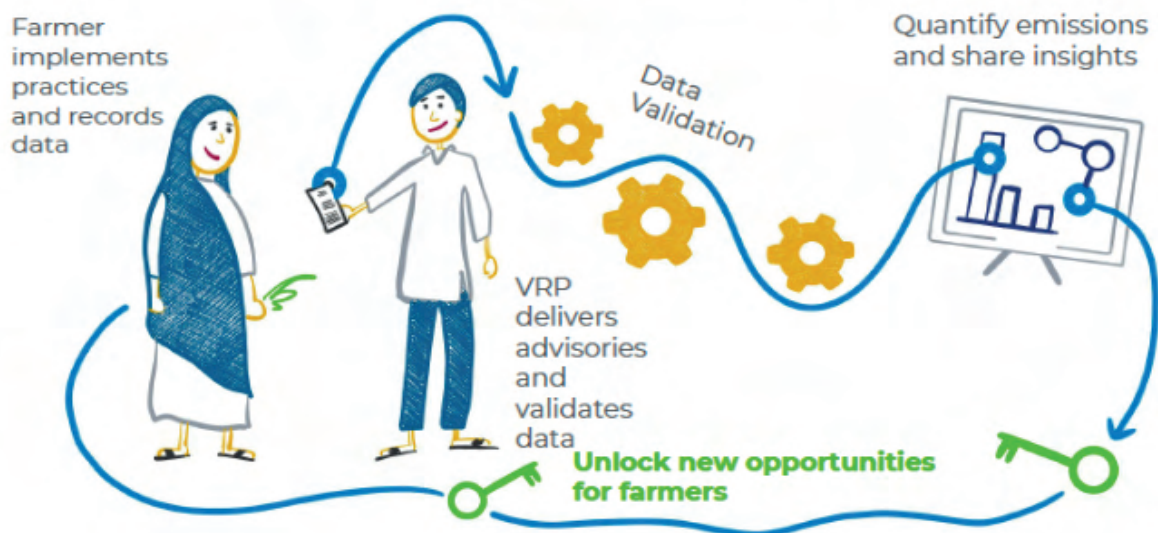 Farmer
implements
practices
and records
data
Data
Validation
Quantify emissions
and share insights
VRP
delivers
advisories
and
validates
data
Unlock new opportunities
for farmers